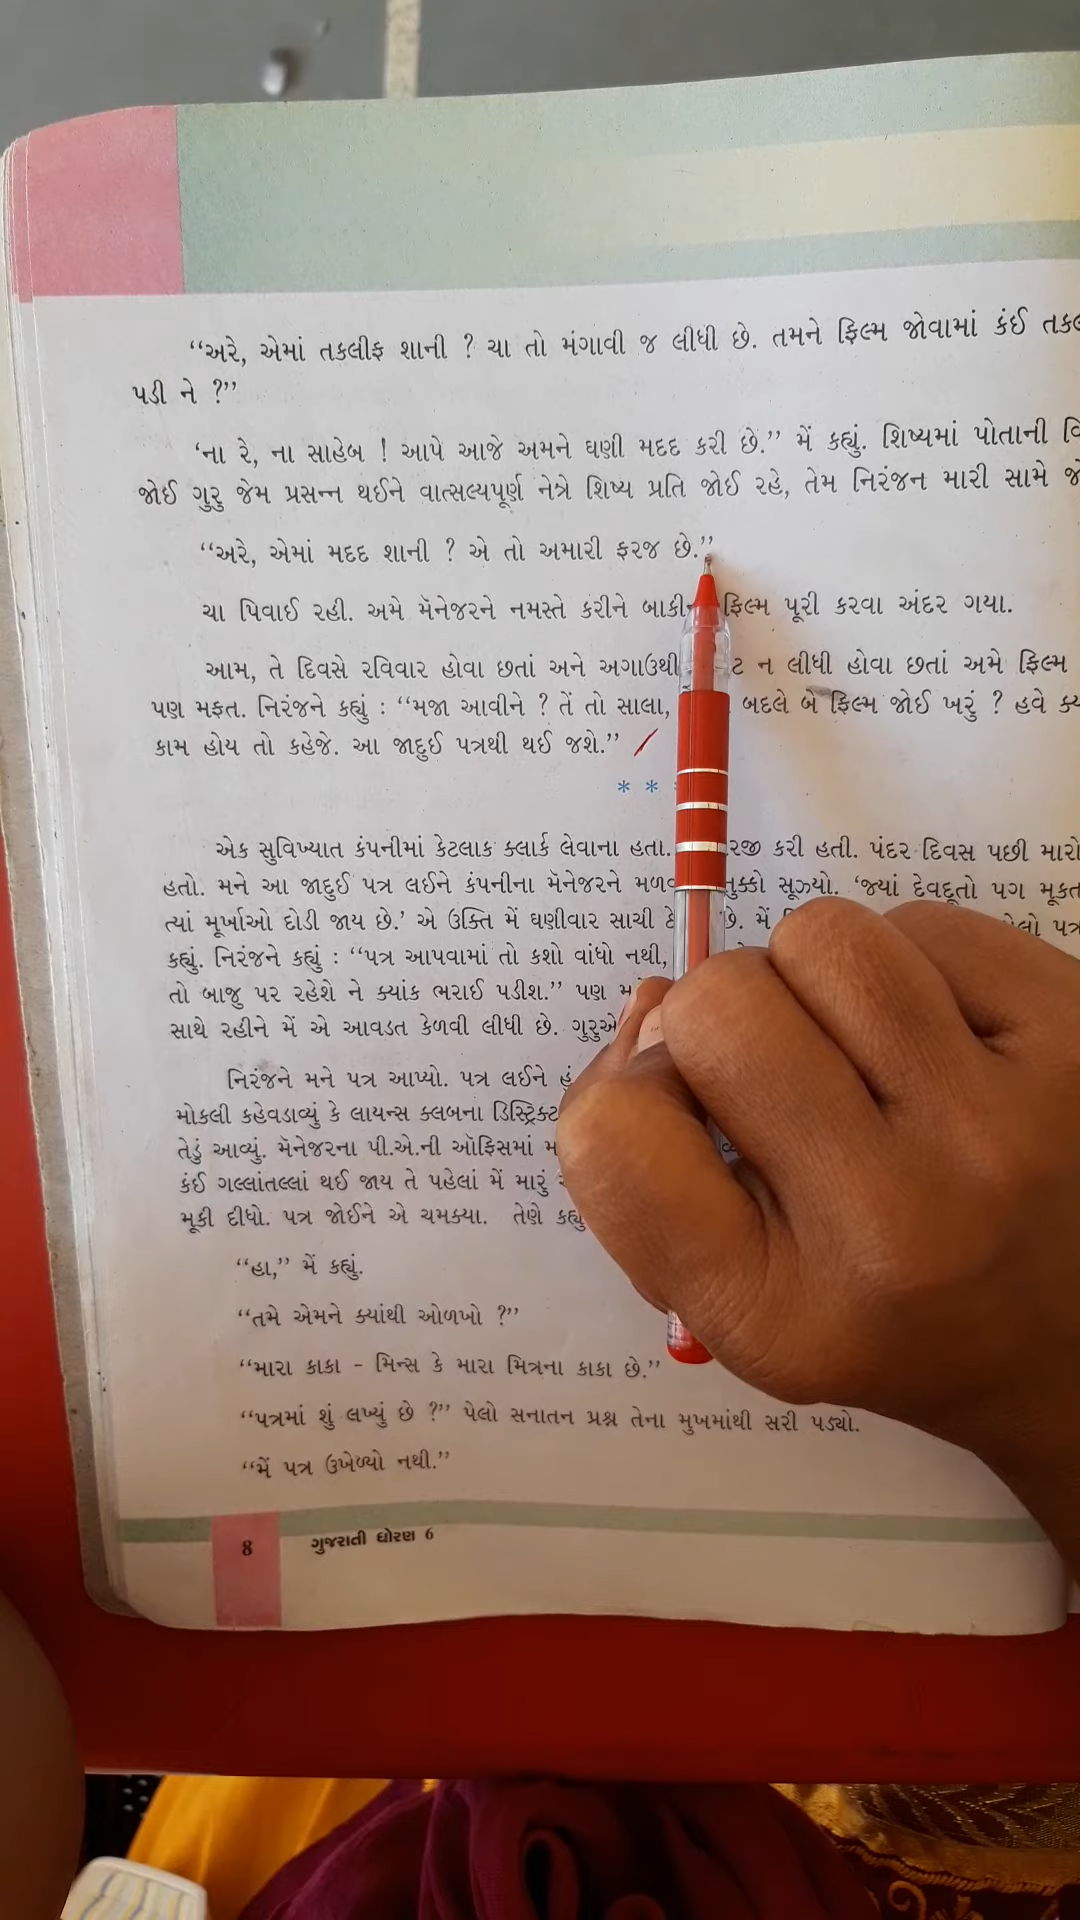 “અરે, એમાં તકલીફ શાની ? ચા તો મંગાવી જ લીધી છે. તમને ફિલ્મ જોવામાં કંઈ
પડી ને ?”
‘ના રે, ના સાહેબ ! આપે આજે અમને ઘણી મદદ કરી છે.” મેં કહ્યું. શિષ્યમાં પોતાની
જોઈ ગુરુ જેમ પ્રસન્ન થઈને વાત્સલ્યપૂર્ણ નેત્રે શિષ્ય પ્રતિ જોઈ રહે, તેમ નિરંજન મારી સામે
“અરે, એમાં મદદ શાની ? એ તો અમારી ફરજ છે.”
ચા પિવાઈ રહી. અમે મૅનેજરને નમસ્તે કરીને ફિલ્મ પૂરી કરવા અંદર ગયા.
આમ, તે દિવસે રવિવાર હોવા છતાં અને અગાઉથી ન લીધી હોવા છતાં અમે ફિલ્મ
પણ મફત. નિરંજને કહ્યું : “મજા આવીને ? તેં તો સાલા, બદલે બે ફિલ્મ જોઈ ખરું ? હવે
કામ હોય તો કહેજે. આ જાદુઈ પત્રથી થઈ જશે.”
* *
એક સુવિખ્યાત કંપનીમાં કેટલાક ક્લાર્ક લેવાના હતા. કરી હતી. પંદર દિવસ પછી મારો
હતો. મને આ જાદુઈ પત્ર લઈને કંપનીના મૅનેજરને તુક્કો સૂઝ્યો. ‘જ્યાં દેવદૂતો પગ
ત્યાં મૂર્ખાઓ દોડી જાય છે.’ એ ઉક્તિ મેં ઘણીવાર સાચી છે. મેં પત્ર
કહ્યું. નિરંજને કહ્યું : “પત્ર આપવામાં તો કશો વાંધો નથી,
તો બાજુ પર રહેશે ને ક્યાંક ભરાઈ પડીશ.” પણ
સાથે રહીને મેં એ આવડત કેળવી લીધી છે.
નિરંજને મને પત્ર આપ્યો. પત્ર લઈને હું
મોકલી કહેવડાવ્યું કે લાયન્સ ક્લબના ડિસ્ટ્રિક્ટ
તેડું આવ્યું. મૅનેજરના પી.એ.ની ઑફિસમાં
કંઈ ગલ્લાંતલ્લાં થઈ જાય તે પહેલાં મેં મારું
મૂકી દીધો. પત્ર જોઈને એ ચમક્યા. તેણે
“હા,” મેં કહ્યું.
“તમે એમને ક્યાંથી ઓળખો ?”
“મારા કાકા – મિન્સ કે મારા મિત્રના કાકા છે.”
“પત્રમાં શું લખ્યું છે ?” પેલો સનાતન પ્રશ્ન તેના મુખમાંથી સરી પડ્યો.
“મેં પત્ર ઉખેળ્યો નથી.”
8 ગુજરાતી ધોરણ 6